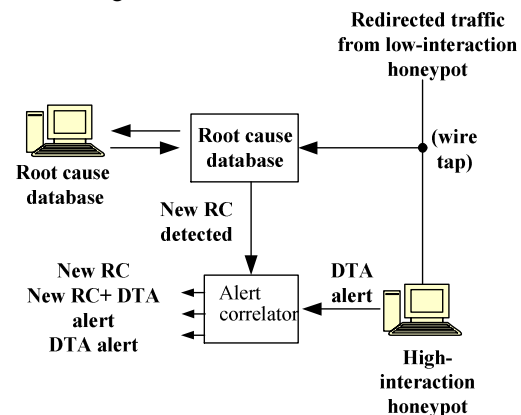 Redirected traffic
from low-interaction
honeypot
(wire
tap)
Root cause
database
Root cause
database
New RC
detected
New RC
New RC+ DTA
alert
DTA alert
Alert
correlator
DTA
alert
High-
interaction
honeypot